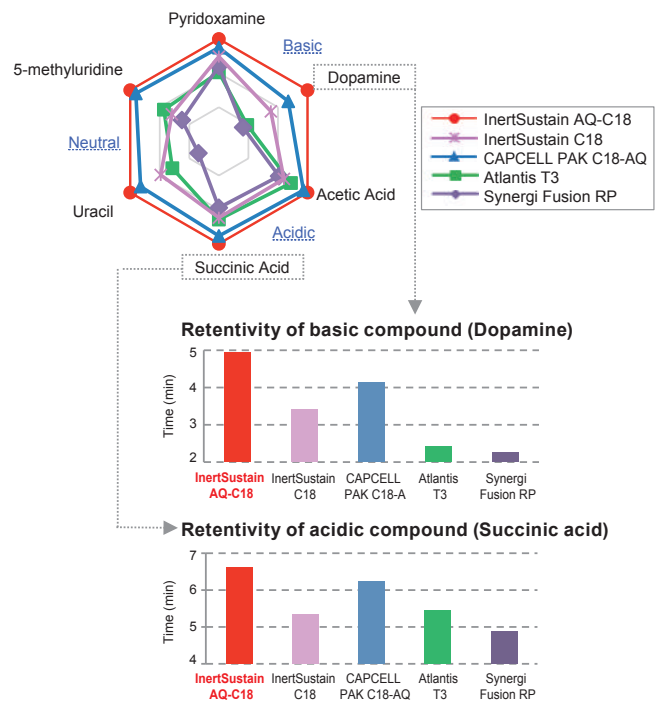 Pyridoxamine
Basic
5-methyluridine
Dopamine
InertSustain AQ-C18
InertSustain C18
CAPCELL PAK C18-AQ
Atlantis T3
Synergi Fusion RP
Neutral
Acetic Acid
Uracil
Acidic
Succinic Acid
Retentivity of basic compound (Dopamine)
Time (min)
5
4
3
2
InertSustain
AQ-C18
InertSustain
C18
CAPCELL
PAK C18-A
Atlantis
T3
Synergi
Fusion RP
Retentivity of acidic compound (Succinic acid)
Time (min)
7
6
5
4
InertSustain
AQ-C18
InertSustain
C18
CAPCELL
PAK C18-AQ
Atlantis
T3
Synergi
Fusion RP